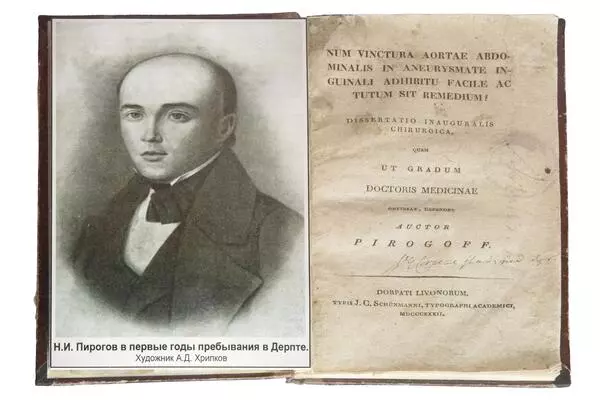 Н.И. Пирогов в первые годы пребывания в Дерпте.
Художник А.Д. Хрипков
NUM VINCTURA AORTAE ABDO-
MINALIS IN ANEURYSMATE IN-
GUINALI ADHIBITU FACILE AC
TUTUM SIT REMEDIUM?
DISSERTATIO INAUGURALIS
CHIRURGICA,
QUAM
UT GRADUM
DOCTORIS MEDICINAE
AUCTOR
PIROGOFF.
DORPATI LIVONORUM,
TYPIS J. C. SCHÜNMANNI, TYPOGRAPHI ACADEMICI,
MDCCCXXXII.